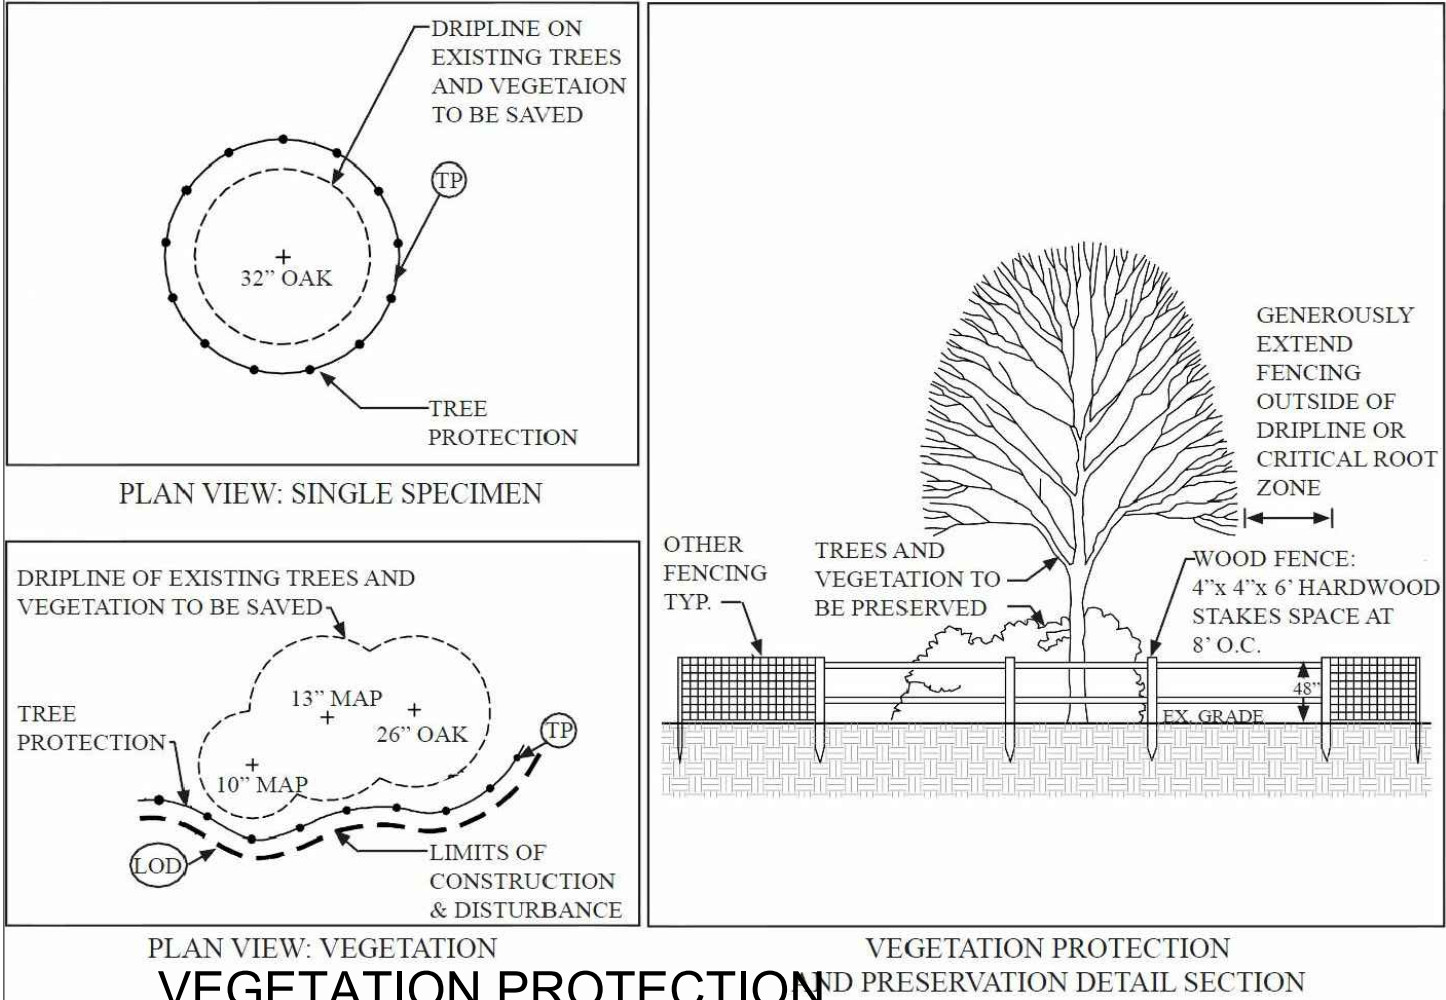 DRIPLINE ON
EXISTING TREES
AND VEGETAION
TO BE SAVED
TP
32” OAK
TREE
PROTECTION
PLAN VIEW: SINGLE SPECIMEN
DRIPLINE OF EXISTING TREES AND
VEGETATION TO BE SAVED
13” MAP
26” OAK
TREE
PROTECTION
TP
10” MAP
LOD
LIMITS OF
CONSTRUCTION
& DISTURBANCE
PLAN VIEW: VEGETATION
GENEROUSLY
EXTEND
FENCING
OUTSIDE OF
DRIPLINE OR
CRITICAL ROOT
ZONE
OTHER
FENCING
TYP.
TREES AND
VEGETATION TO
BE PRESERVED
WOOD FENCE:
4”x 4”x 6’ HARDWOOD
STAKES SPACE AT
8’ O.C.
48”
EX. GRADE
VEGETATION PROTECTION
AND PRESERVATION DETAIL SECTION
VEGETATION PROTECTION